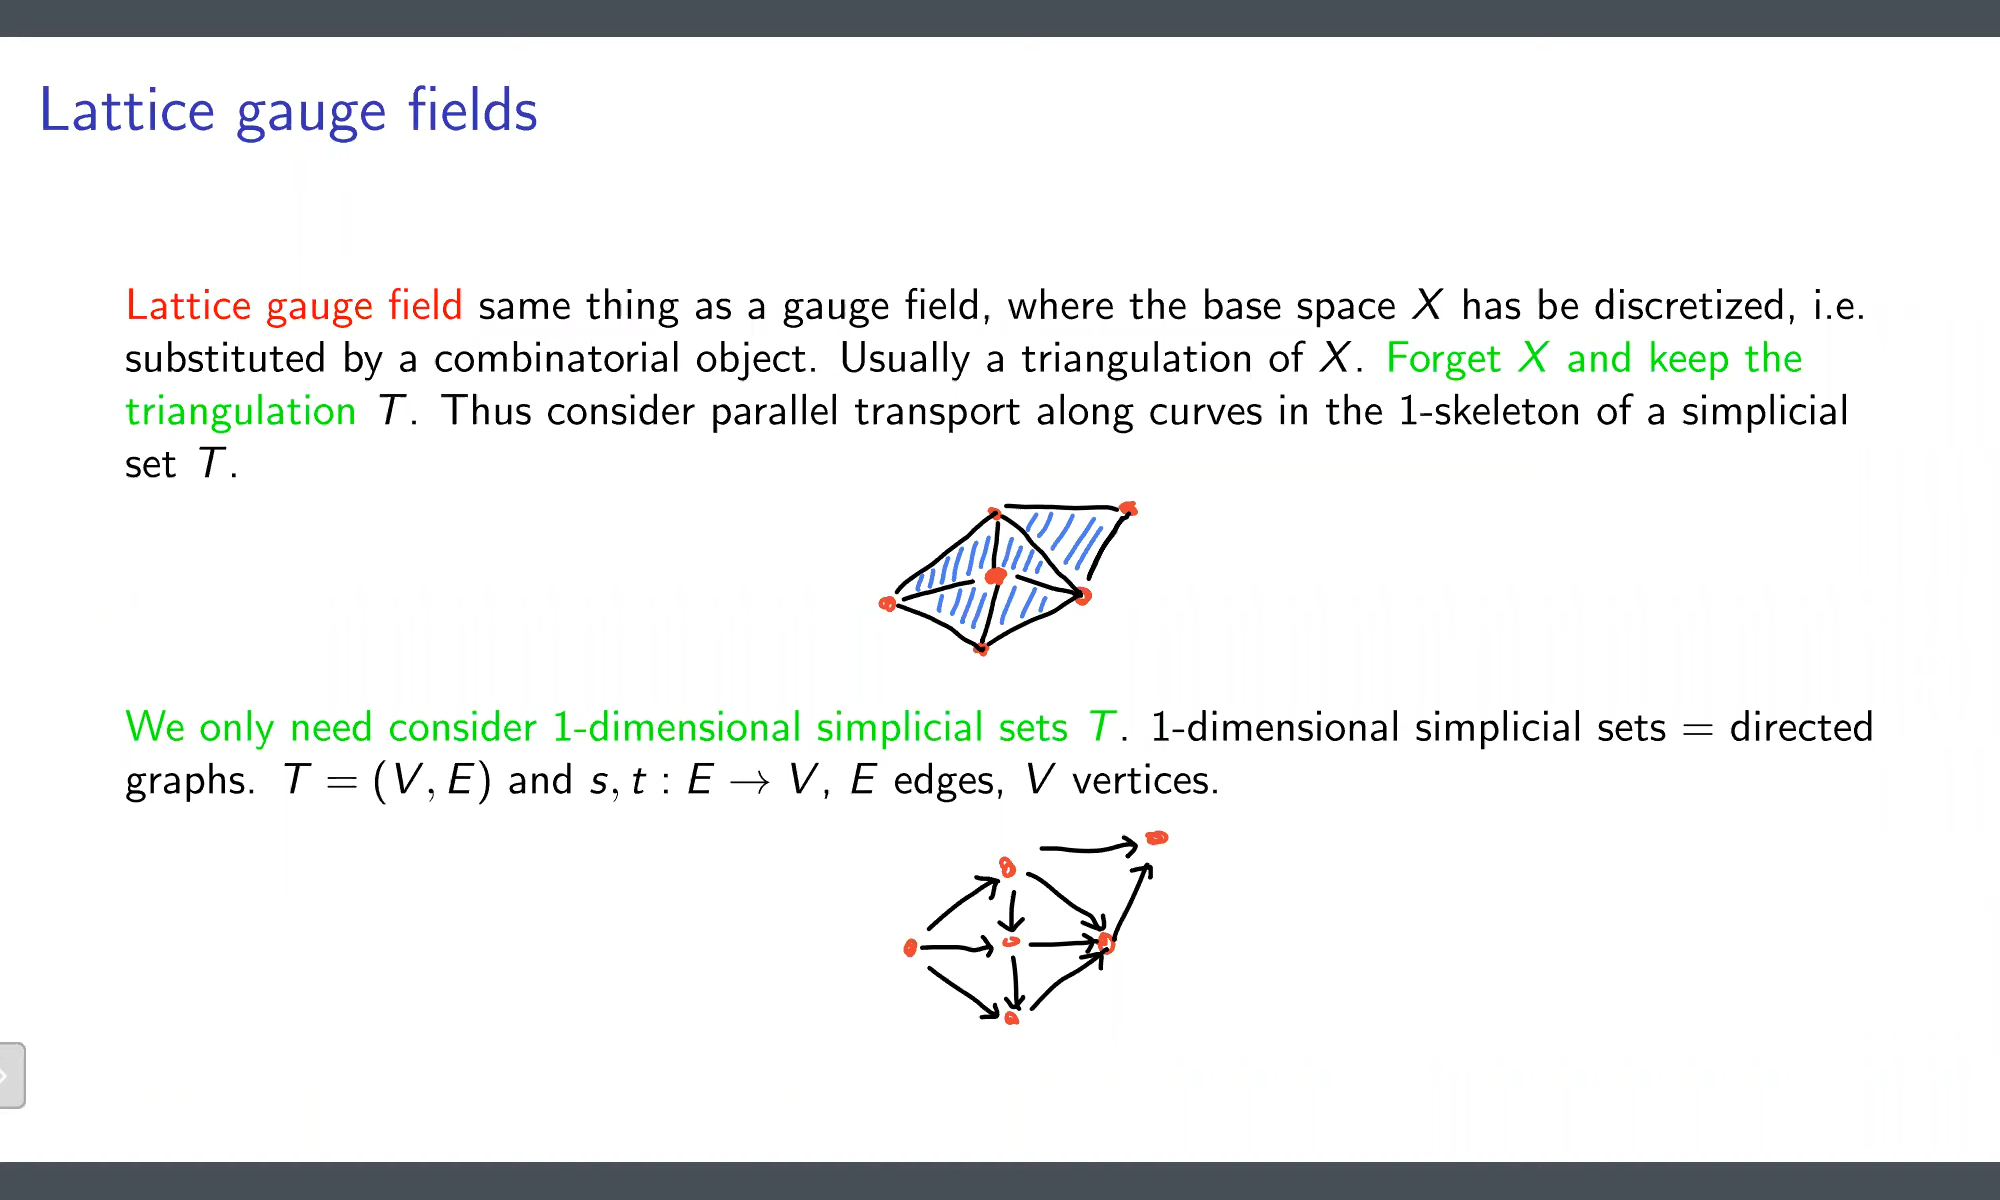 Lattice gauge fields
Lattice gauge field same thing as a gauge field, where the base space X has be discretized, i.e.
substituted by a combinatorial object. Usually a triangulation of X. Forget X and keep the
triangulation T. Thus consider parallel transport along curves in the 1-skeleton of a simplicial
set T.
We only need consider 1-dimensional simplicial sets T. 1-dimensional simplicial sets = directed
graphs. T = (V, E) and s, t : E → V, E edges, V vertices.